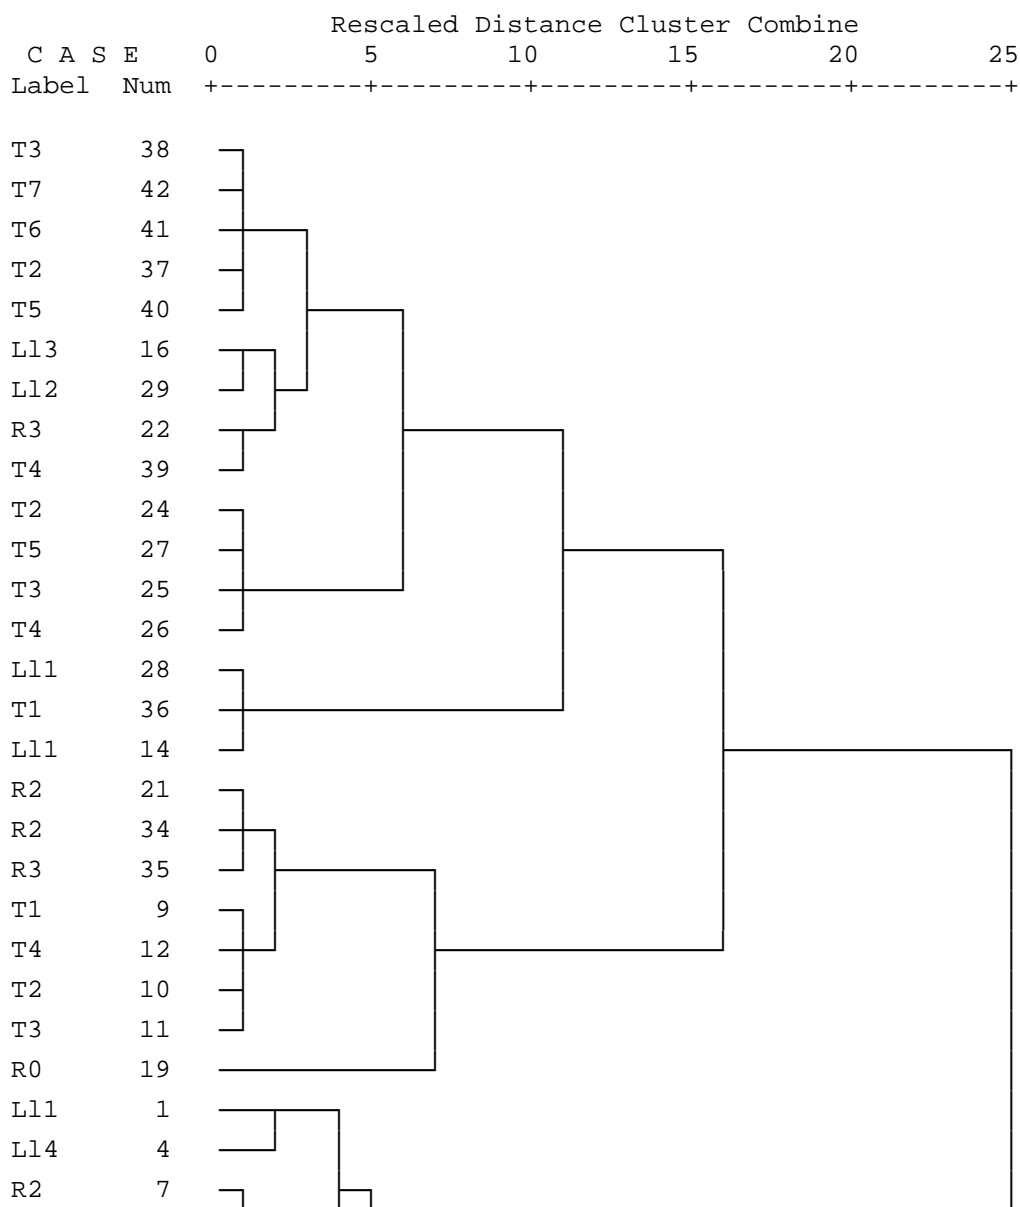 Rescaled Distance Cluster Combine
C A S E 0 5 10 15 20 25
Label Num +---------+---------+---------+---------+---------+
T3 38
T7 42
T6 41
T2 37
T5 40
Ll3 16
Ll2 29
R3 22
T4 39
T2 24
T5 27
T3 25
T4 26
Ll1 28
T1 36
Ll1 14
R2 21
R2 34
R3 35
T1 9
T4 12
T2 10
T3 11
R0 19
Ll1 1
Ll4 4
R2 7